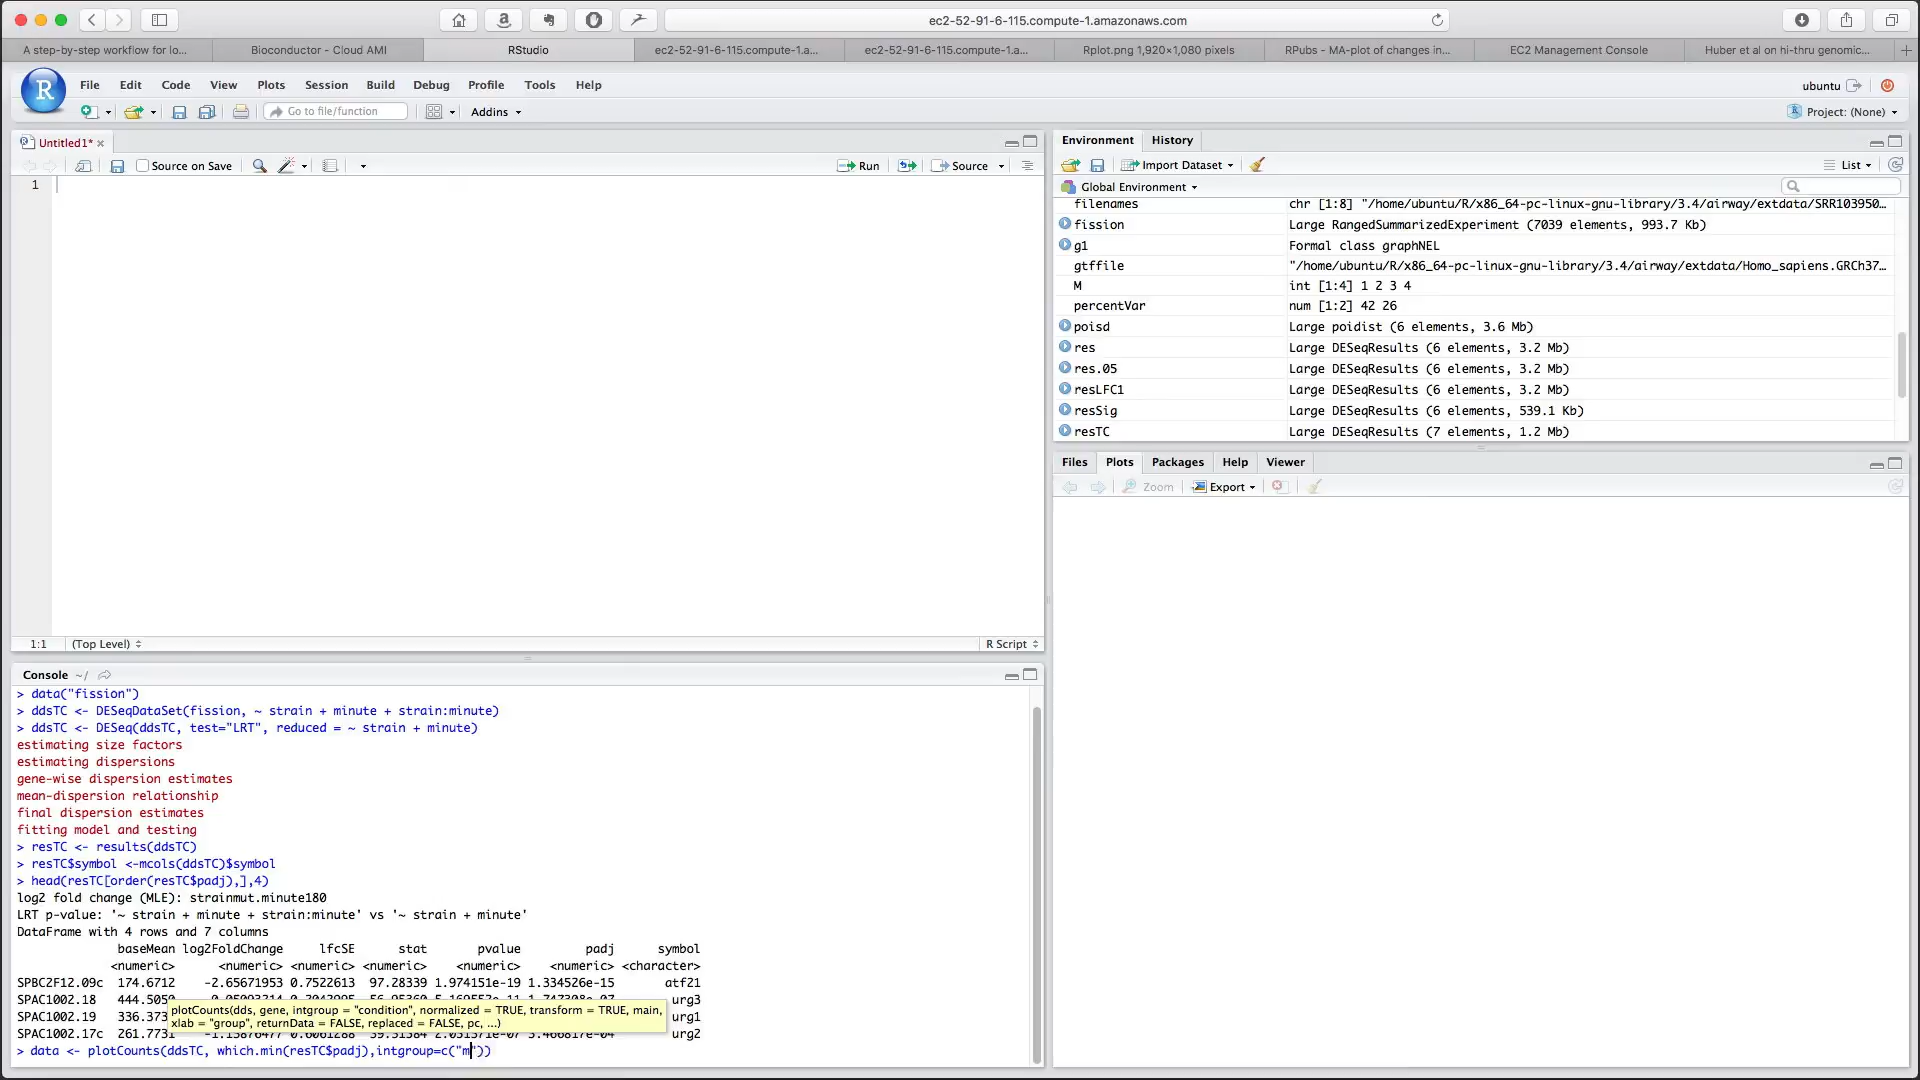 ec2-52-91-6-115.compute-1.amazonaws.com
A step-by-step workflow for lo...
Bioconductor - Cloud AMI
RStudio
ec2-52-91-6-115.compute-1.a...
ec2-52-91-6-115.compute-1.a...
Rplot.png 1,920×1,080 pixels
RPubs - MA-plot of changes in...
EC2 Management Console
Huber et al on hi-thru genomic...
R File Edit Code View Plots Session Build Debug Profile Tools Help
ubuntu
Go to file/function
Addins
Project: (None)
Untitled1*
Source on Save
Run
Source
1
1:1 (Top Level)
R Script
Environment History
Import Dataset
List
Global Environment
filenames chr [1:8] "/home/ubuntu/R/x86_64-pc-linux-gnu-library/3.4/airway/extdata/SRR103950...
fission Large RangedSummarizedExperiment (7039 elements, 993.7 Kb)
g1 Formal class graphNEL
gtffile "/home/ubuntu/R/x86_64-pc-linux-gnu-library/3.4/airway/extdata/Homo_sapiens.GRCh37...
M int [1:4] 1 2 3 4
percentVar num [1:2] 42 26
poisd Large poidist (6 elements, 3.6 Mb)
res Large DESeqResults (6 elements, 3.2 Mb)
res.05 Large DESeqResults (6 elements, 3.2 Mb)
resLFC1 Large DESeqResults (6 elements, 3.2 Mb)
resSig Large DESeqResults (6 elements, 539.1 Kb)
resTC Large DESeqResults (7 elements, 1.2 Mb)
Files Plots Packages Help Viewer
Zoom Export
Console ~/
> data("fission")
> ddsTC <- DESeqDataSet(fission, ~ strain + minute + strain:minute)
> ddsTC <- DESeq(ddsTC, test="LRT", reduced = ~ strain + minute)
estimating size factors
estimating dispersions
gene-wise dispersion estimates
mean-dispersion relationship
final dispersion estimates
fitting model and testing
> resTC <- results(ddsTC)
> resTC$symbol <-mcols(ddsTC)$symbol
> head(resTC[order(resTC$padj),],4)
log2 fold change (MLE): strainmut.minute180
LRT p-value: '~ strain + minute + strain:minute' vs '~ strain + minute'
DataFrame with 4 rows and 7 columns
baseMean log2FoldChange lfcSE stat pvalue padj symbol
<numeric> <numeric> <numeric> <numeric> <numeric> <numeric> <character>
SPBC2F12.09c 174.6712 -2.65671953 0.7522613 97.28339 1.974151e-19 1.334526e-15 atf21
SPAC1002.18 444.5050 urg3
plotCounts(dds, gene, intgroup = "condition", normalized = TRUE, transform = TRUE, main,
xlab = "group", returnData = FALSE, replaced = FALSE, pc, ...)
SPAC1002.19 336.373 urg1
SPAC1002.17c 261.7731 urg2
> data <- plotCounts(ddsTC, which.min(resTC$padj),intgroup=c("m"))